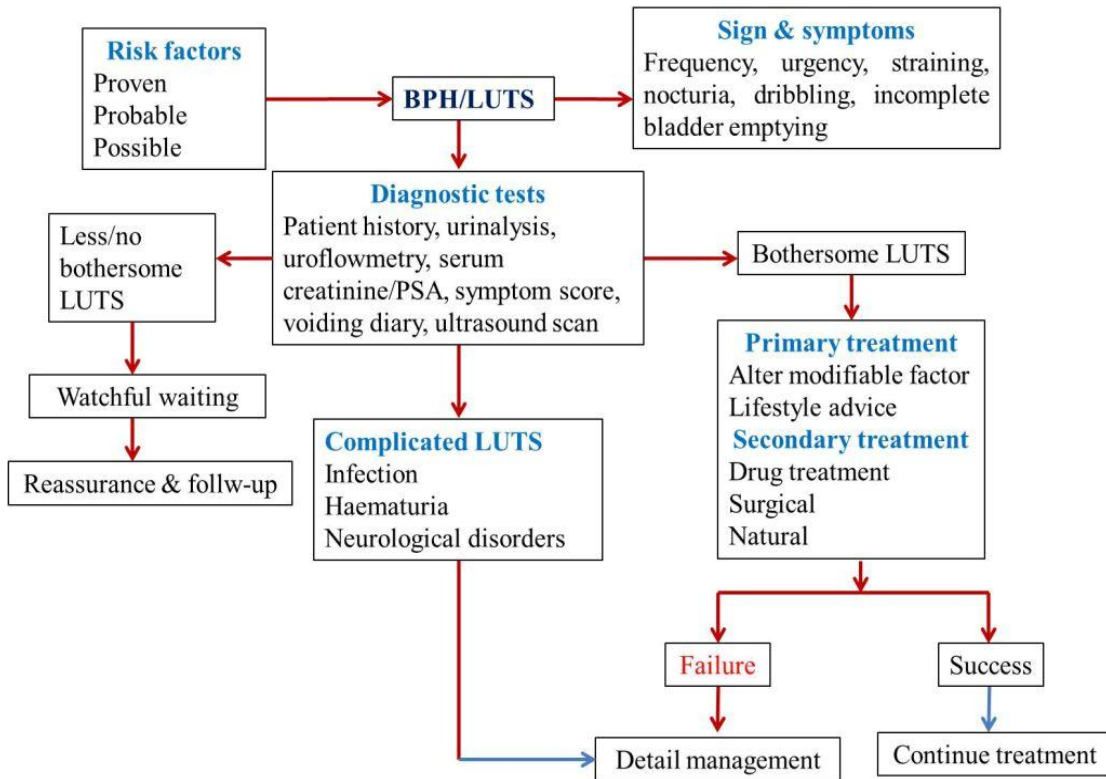 Risk factors
Proven
Probable
Possible
BPH/LUTS
Sign & symptoms
Frequency, urgency, straining,
nocturia, dribbling, incomplete
bladder emptying
Diagnostic tests
Patient history, urinalysis,
uroflowmetry, serum
creatinine/PSA, symptom score,
voiding diary, ultrasound scan
Less/no
bothersome
LUTS
Watchful waiting
Reassurance & follw-up
Complicated LUTS
Infection
Haematuria
Neurological disorders
Bothersome LUTS
Primary treatment
Alter modifiable factor
Lifestyle advice
Secondary treatment
Drug treatment
Surgical
Natural
Failure
Success
Detail management
Continue treatment